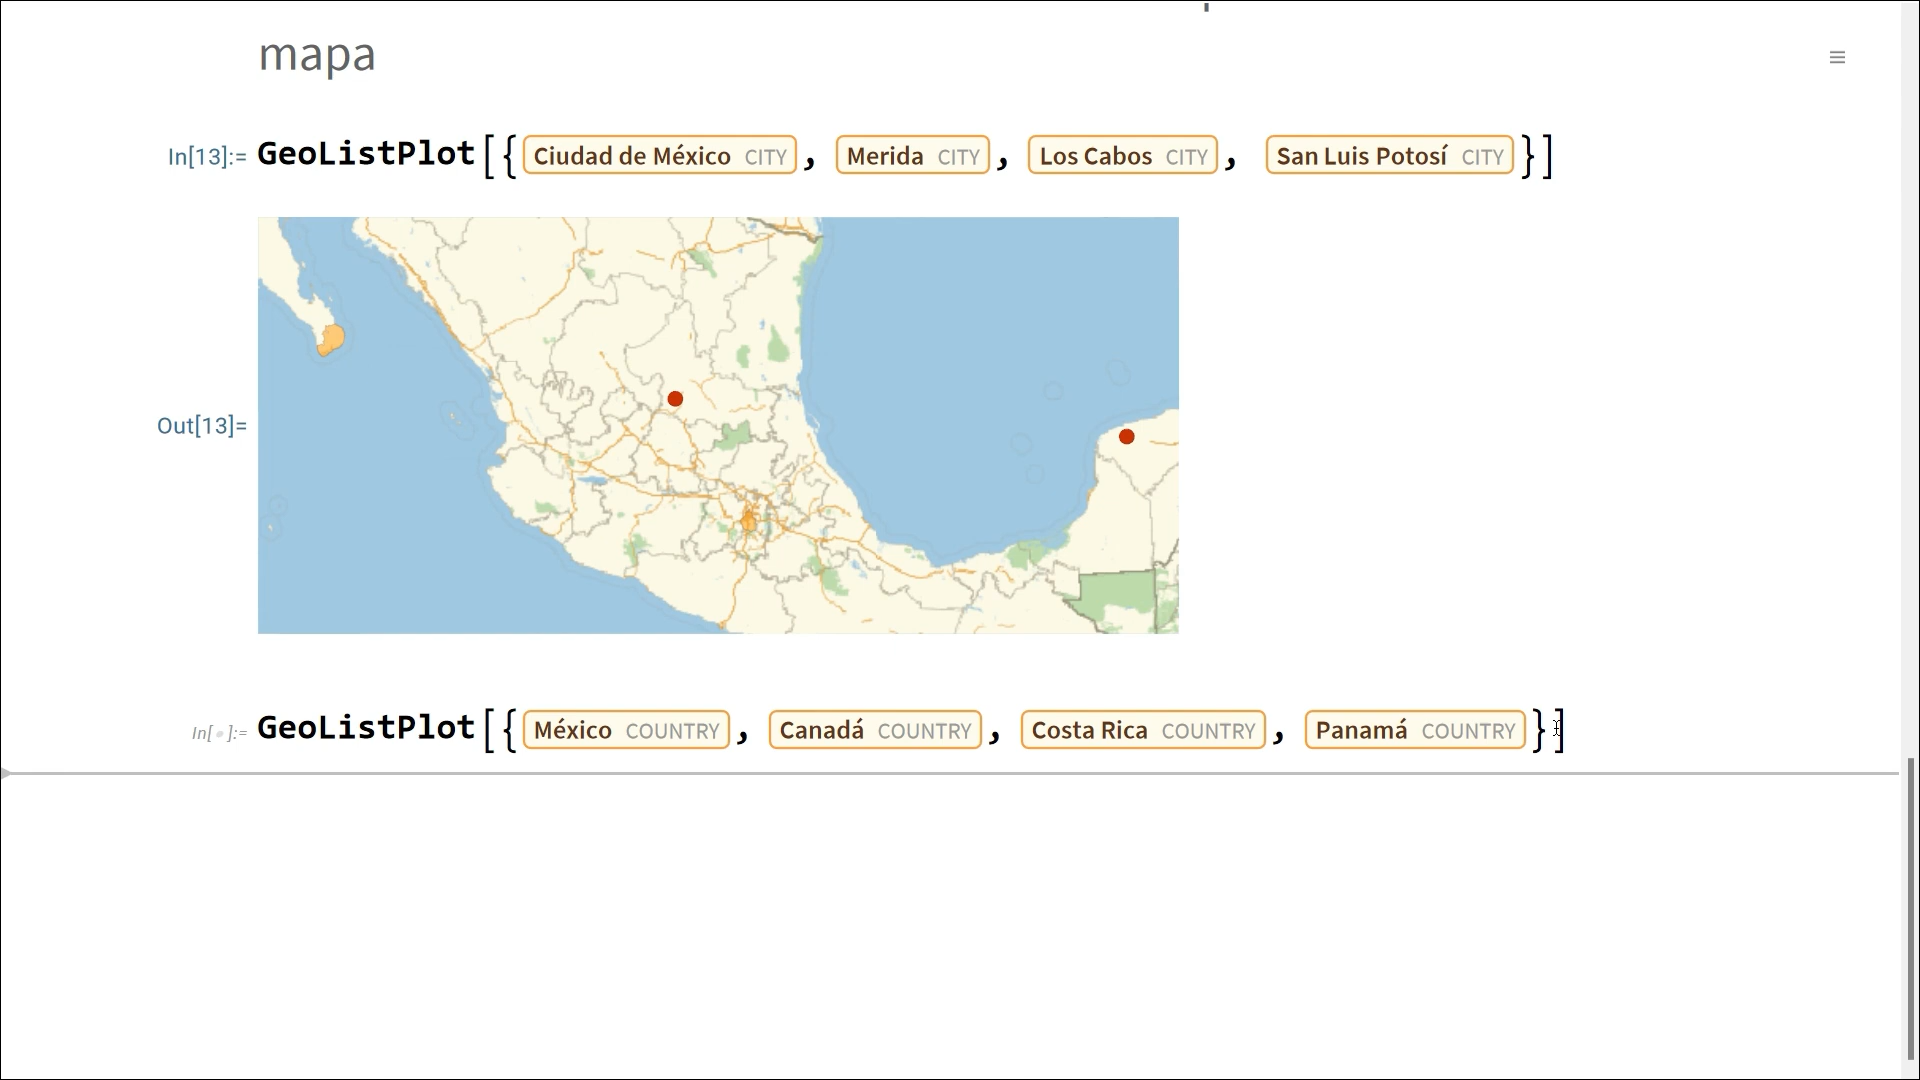 mapa
In[13]:= GeoListPlot[{Ciudad de México CITY, Merida CITY, Los Cabos CITY, San Luis Potosí CITY}]
Out[13]=
In[ ]:= GeoListPlot[{México COUNTRY, Canadá COUNTRY, Costa Rica COUNTRY, Panamá COUNTRY}]